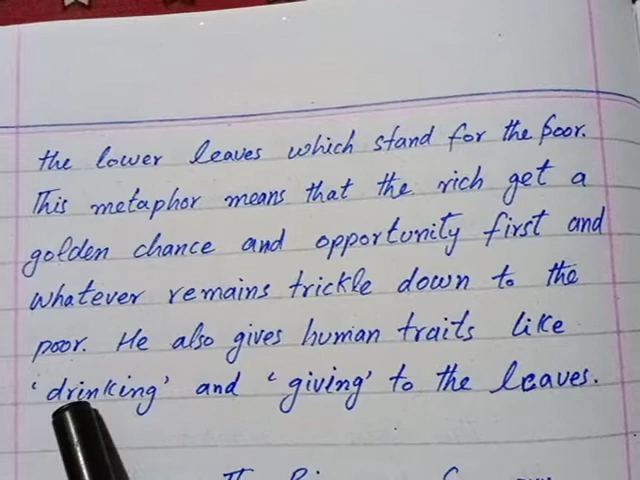 the lower leaves which stand for the poor.
This metaphor means that the rich get a
golden chance and opportunity first and
whatever remains trickle down to the
poor. He also gives human traits like
'drinking' and 'giving' to the leaves.